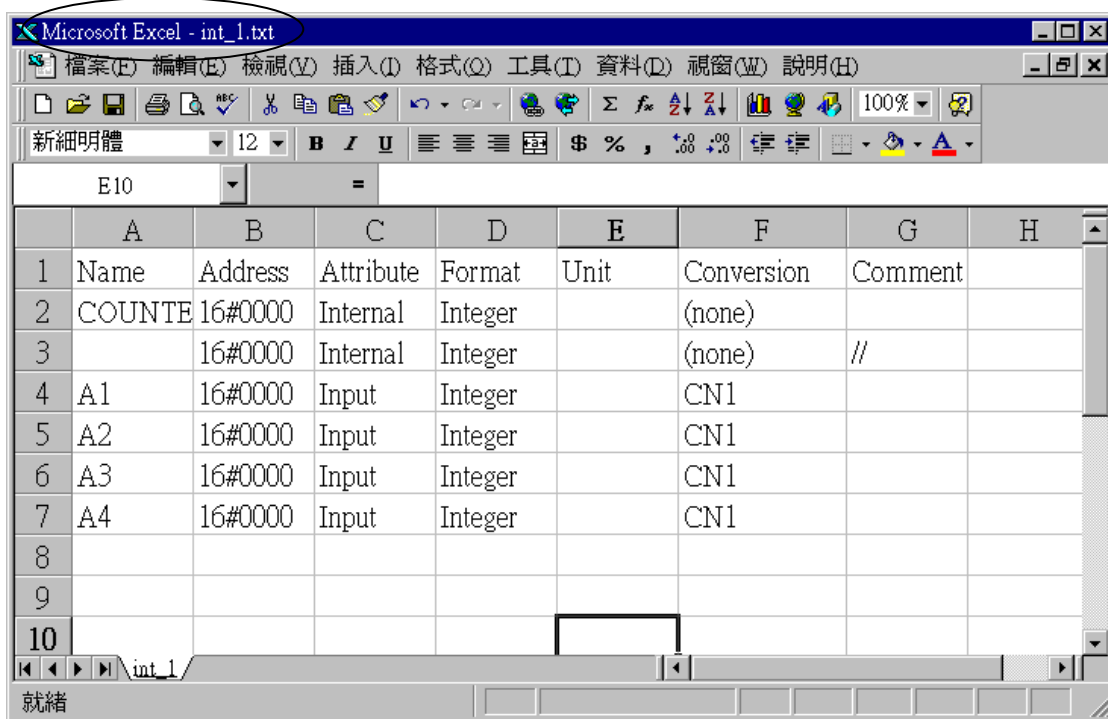 Microsoft Excel - int_1.txt
檔案(F) 編輯(E) 檢視(V) 插入(I) 格式(O) 工具(T) 資料(D) 視窗(W) 說明(H)
100%
新細明體 12 B I U $ % ,
E10 =
A B C D E F G H
1 Name Address Attribute Format Unit Conversion Comment
2 COUNTE 16#0000 Internal Integer (none)
3 16#0000 Internal Integer (none) //
4 A1 16#0000 Input Integer CN1
5 A2 16#0000 Input Integer CN1
6 A3 16#0000 Input Integer CN1
7 A4 16#0000 Input Integer CN1
8
9
10
int_1
就緒